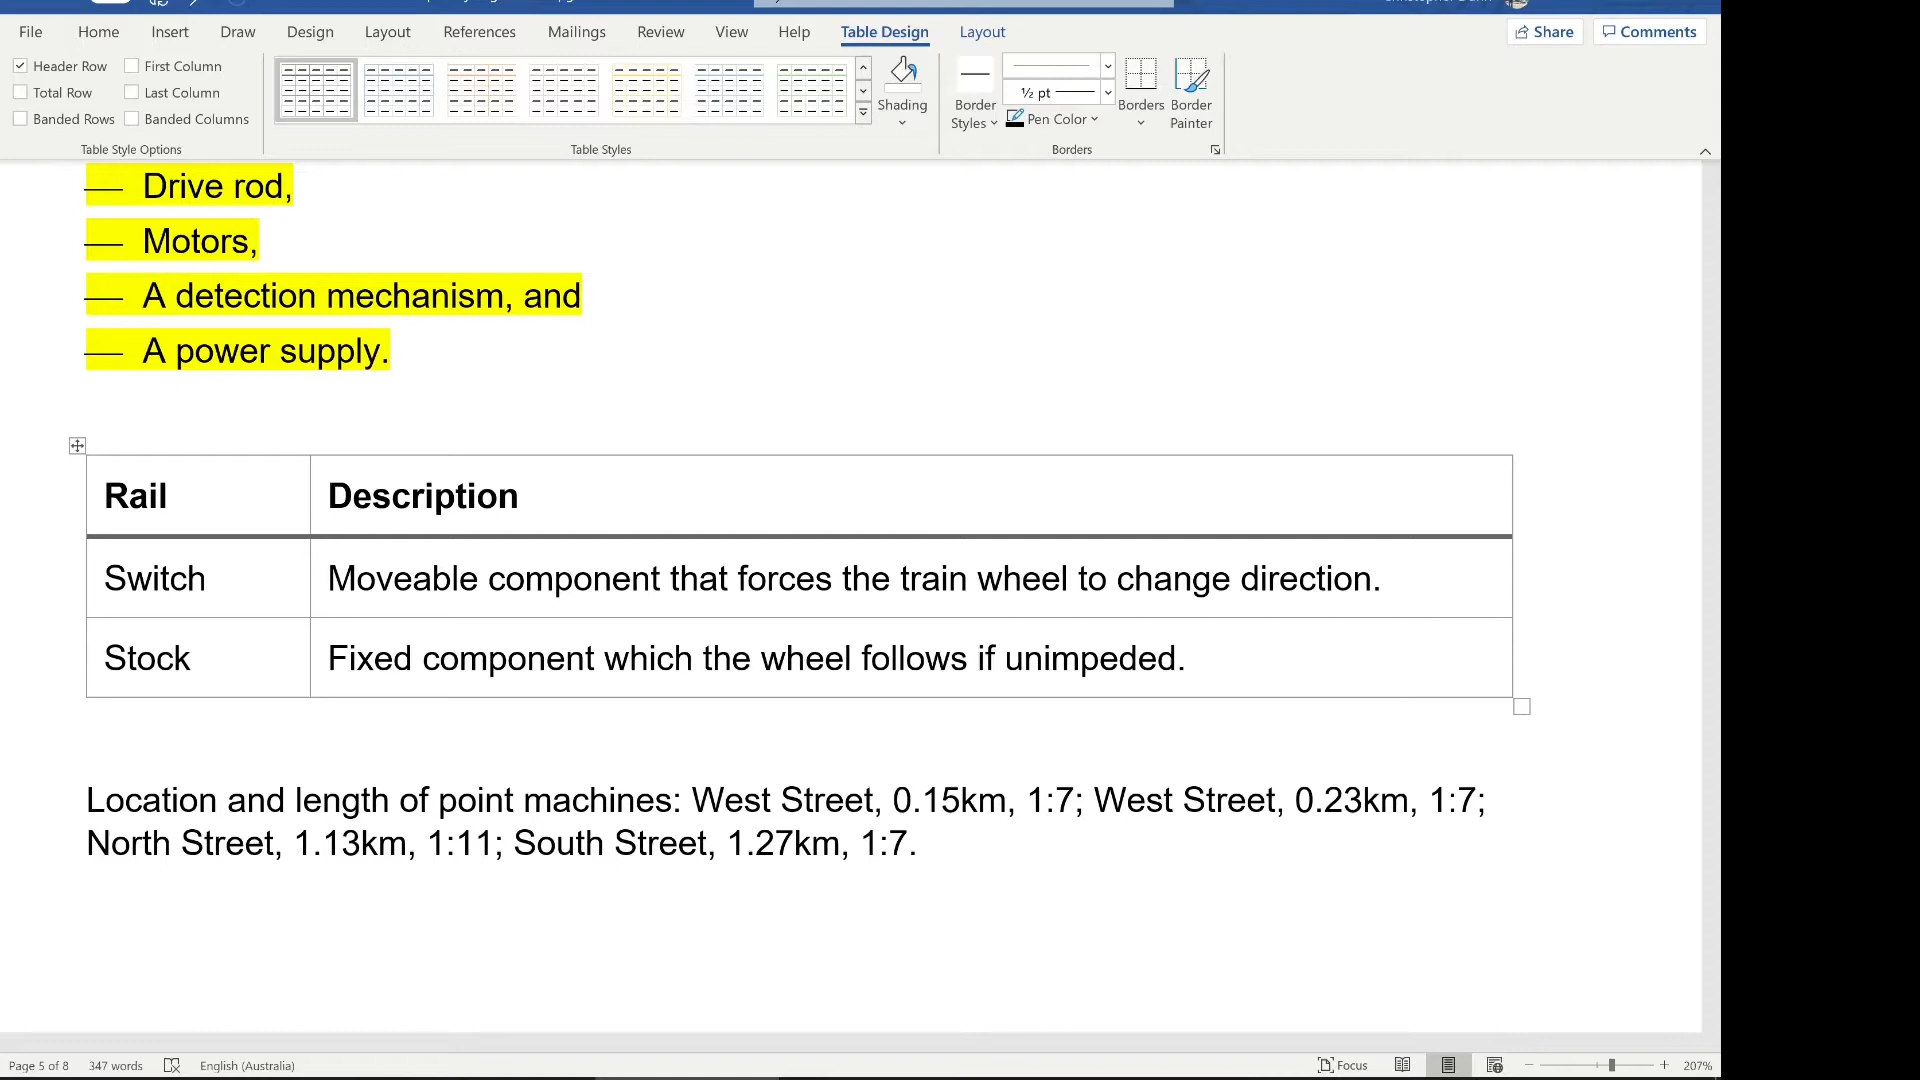 File Home Insert Draw Design Layout References Mailings Review View Help Table Design Layout Share Comments
Header Row First Column
Total Row Last Column
Banded Rows Banded Columns
Table Style Options
Table Styles
Shading
Border Styles
½ pt
Pen Color
Borders
Border Painter
Borders
— Drive rod,
— Motors,
— A detection mechanism, and
— A power supply.
Rail Description
Switch Moveable component that forces the train wheel to change direction.
Stock Fixed component which the wheel follows if unimpeded.
Location and length of point machines: West Street, 0.15km, 1:7; West Street, 0.23km, 1:7;
North Street, 1.13km, 1:11; South Street, 1.27km, 1:7.
Page 5 of 8 347 words English (Australia) Focus 207%